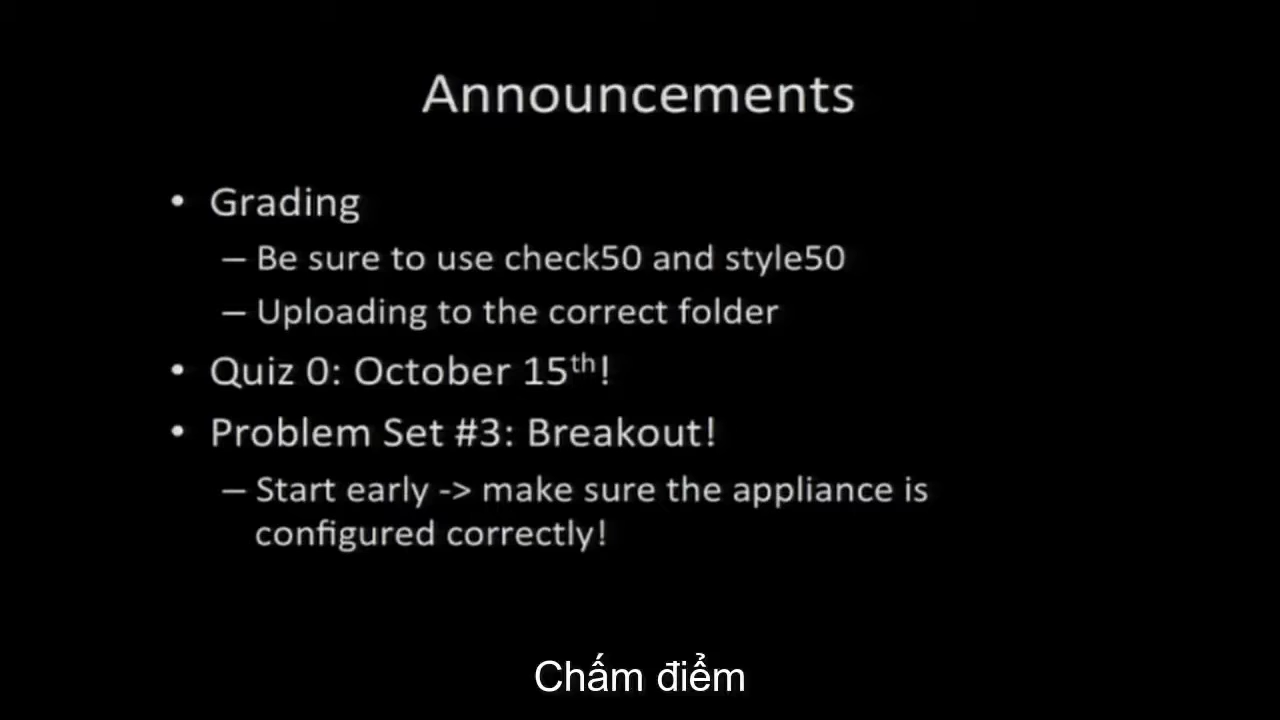 Announcements
• Grading
– Be sure to use check50 and style50
– Uploading to the correct folder
• Quiz 0: October 15th!
• Problem Set #3: Breakout!
– Start early -> make sure the appliance is
configured correctly!
Chấm điểm